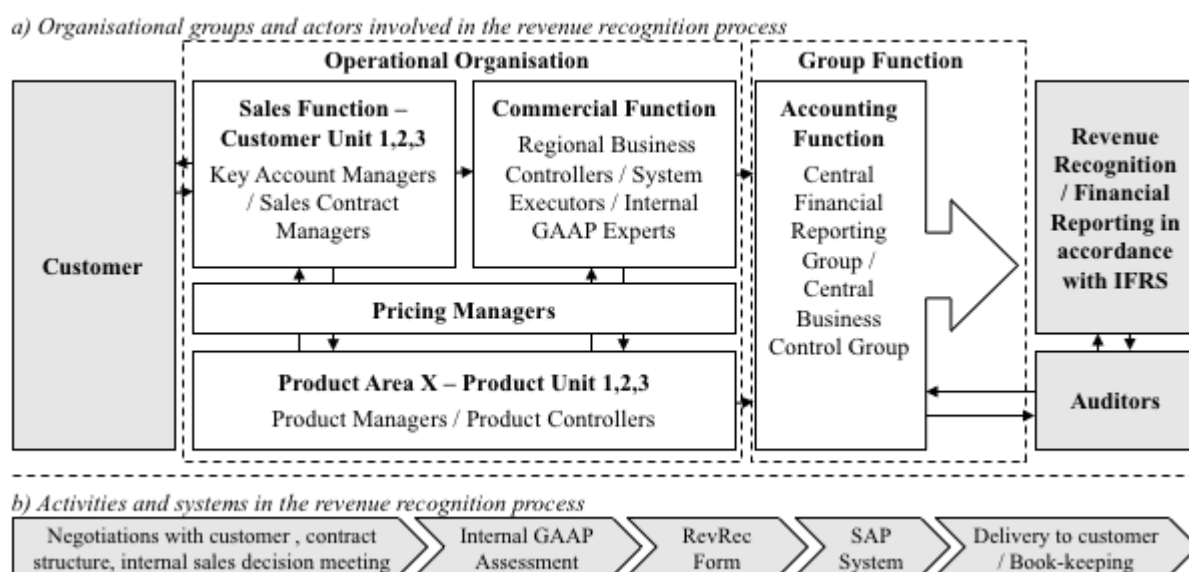 a) Organisational groups and actors involved in the revenue recognition process
Operational Organisation
Group Function
Customer
Sales Function –
Customer Unit 1,2,3
Key Account Managers
/ Sales Contract
Managers
Commercial Function
Regional Business
Controllers / System
Executors / Internal
GAAP Experts
Pricing Managers
Product Area X – Product Unit 1,2,3
Product Managers / Product Controllers
Accounting
Function
Central
Financial
Reporting
Group /
Central
Business
Control Group
Revenue
Recognition
/ Financial
Reporting in
accordance
with IFRS
Auditors
b) Activities and systems in the revenue recognition process
Negotiations with customer , contract
structure, internal sales decision meeting
Internal GAAP
Assessment
RevRec
Form
SAP
System
Delivery to customer
/ Book-keeping